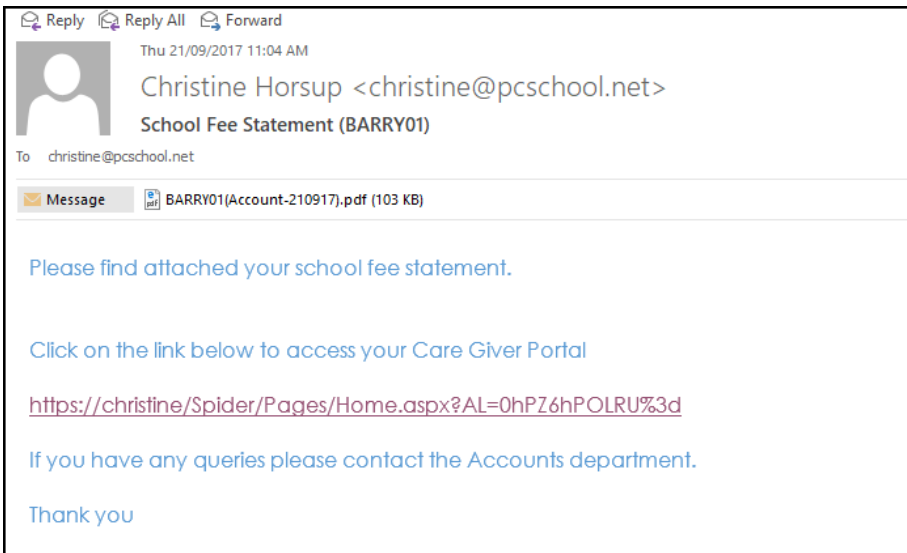 Reply Reply All Forward
Thu 21/09/2017 11:04 AM
Christine Horsup <christine@pcschool.net>
School Fee Statement (BARRY01)
To christine@pcschool.net
Message BARRY01(Account-210917).pdf (103 KB)
Please find attached your school fee statement.
Click on the link below to access your Care Giver Portal
https://christine/Spider/Pages/Home.aspx?AL=0hPZ6hPOLRU%3d
If you have any queries please contact the Accounts department.
Thank you